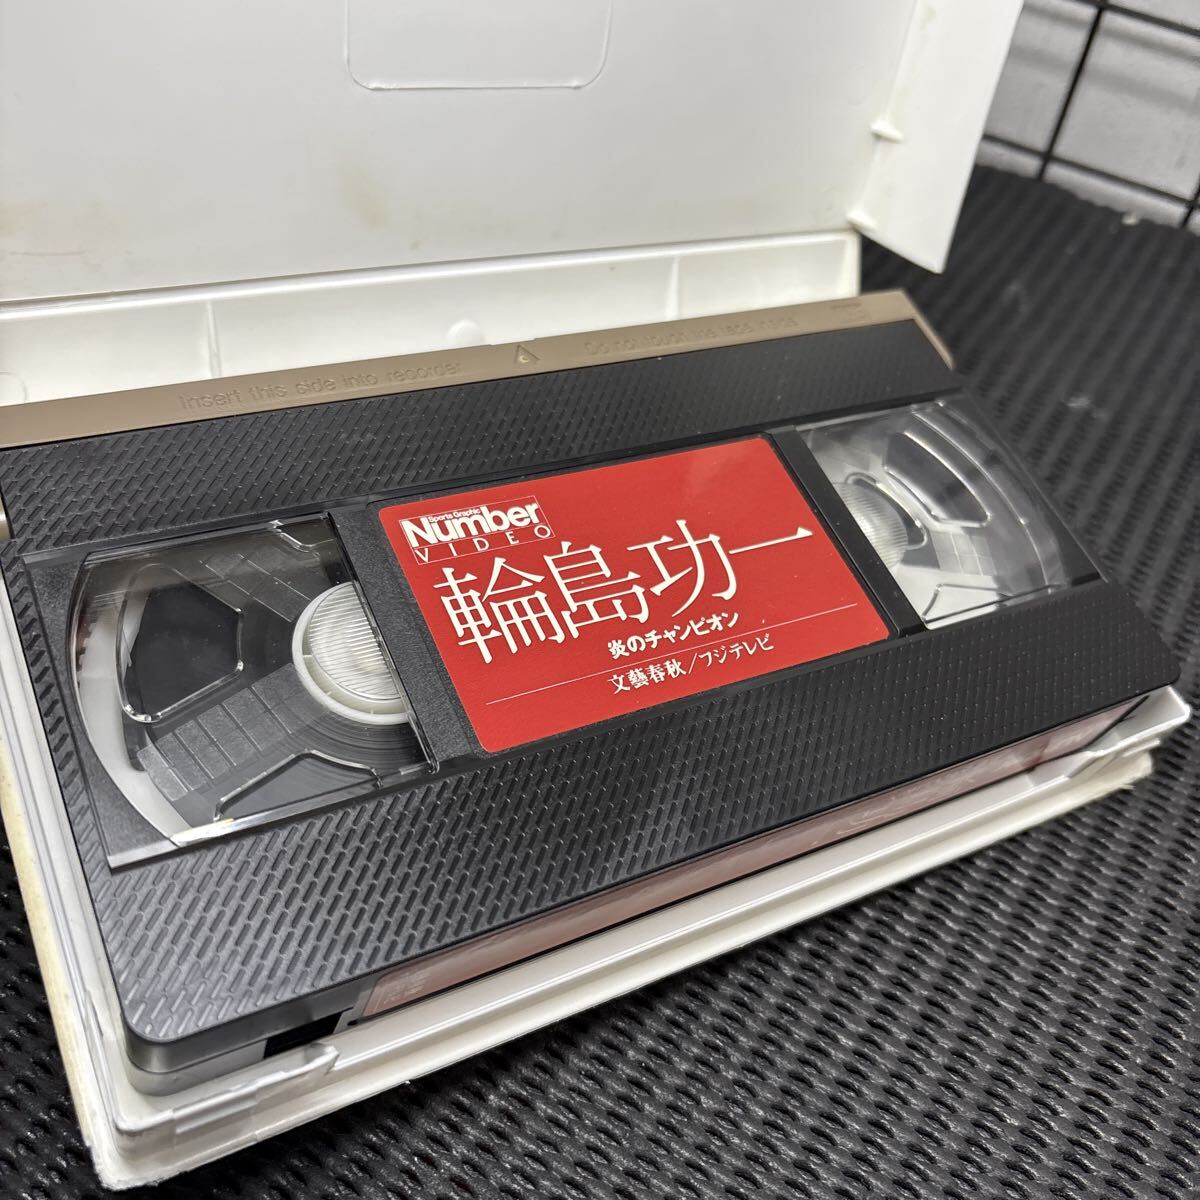 Insert this side into recorder
Do not touch the tape inside
Sports Graphic
Number
VIDEO
輪島功一
炎のチャンピオン
文藝春秋/フジテレビ